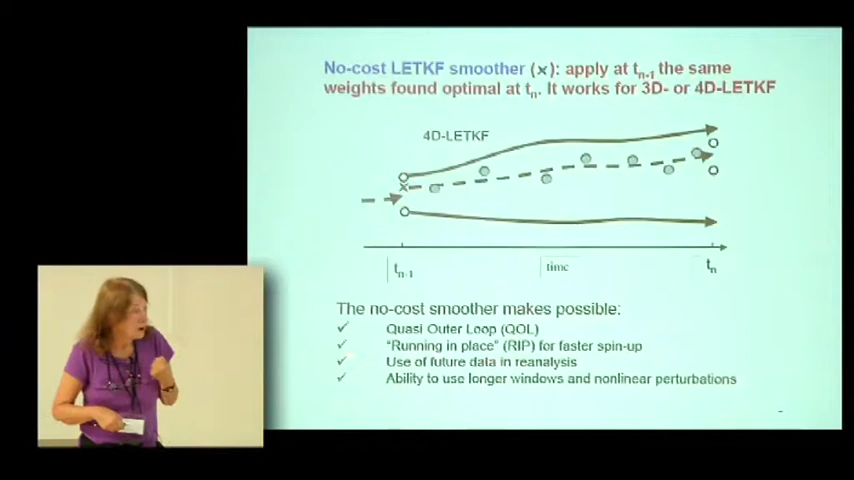 No-cost LETKF smoother (×): apply at tn-1 the same
weights found optimal at tn. It works for 3D- or 4D-LETKF
4D-LETKF
tn-1 time tn
The no-cost smoother makes possible:
✓ Quasi Outer Loop (QOL)
✓ "Running in place" (RIP) for faster spin-up
✓ Use of future data in reanalysis
✓ Ability to use longer windows and nonlinear perturbations